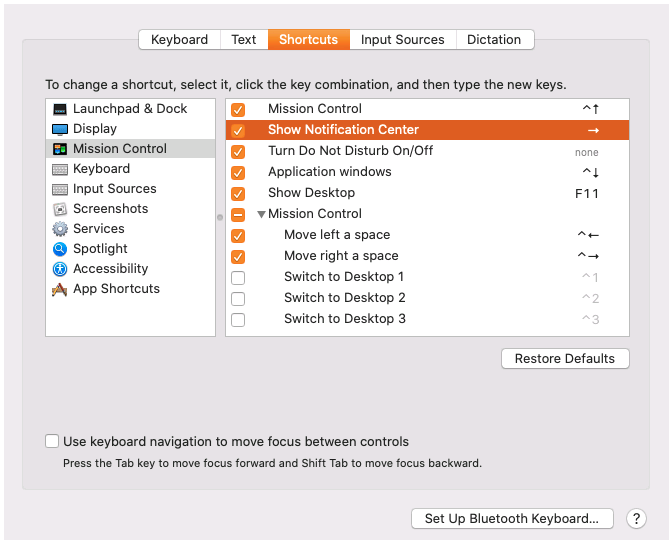 Keyboard Text Shortcuts Input Sources Dictation
To change a shortcut, select it, click the key combination, and then type the new keys.
Launchpad & Dock
Display
Mission Control
Keyboard
Input Sources
Screenshots
Services
Spotlight
Accessibility
App Shortcuts
Mission Control ^↑
Show Notification Center →
Turn Do Not Disturb On/Off none
Application windows ^↓
Show Desktop F11
Mission Control
Move left a space ^←
Move right a space ^→
Switch to Desktop 1 ^1
Switch to Desktop 2 ^2
Switch to Desktop 3 ^3
Restore Defaults
Use keyboard navigation to move focus between controls
Press the Tab key to move focus forward and Shift Tab to move focus backward.
Set Up Bluetooth Keyboard... ?